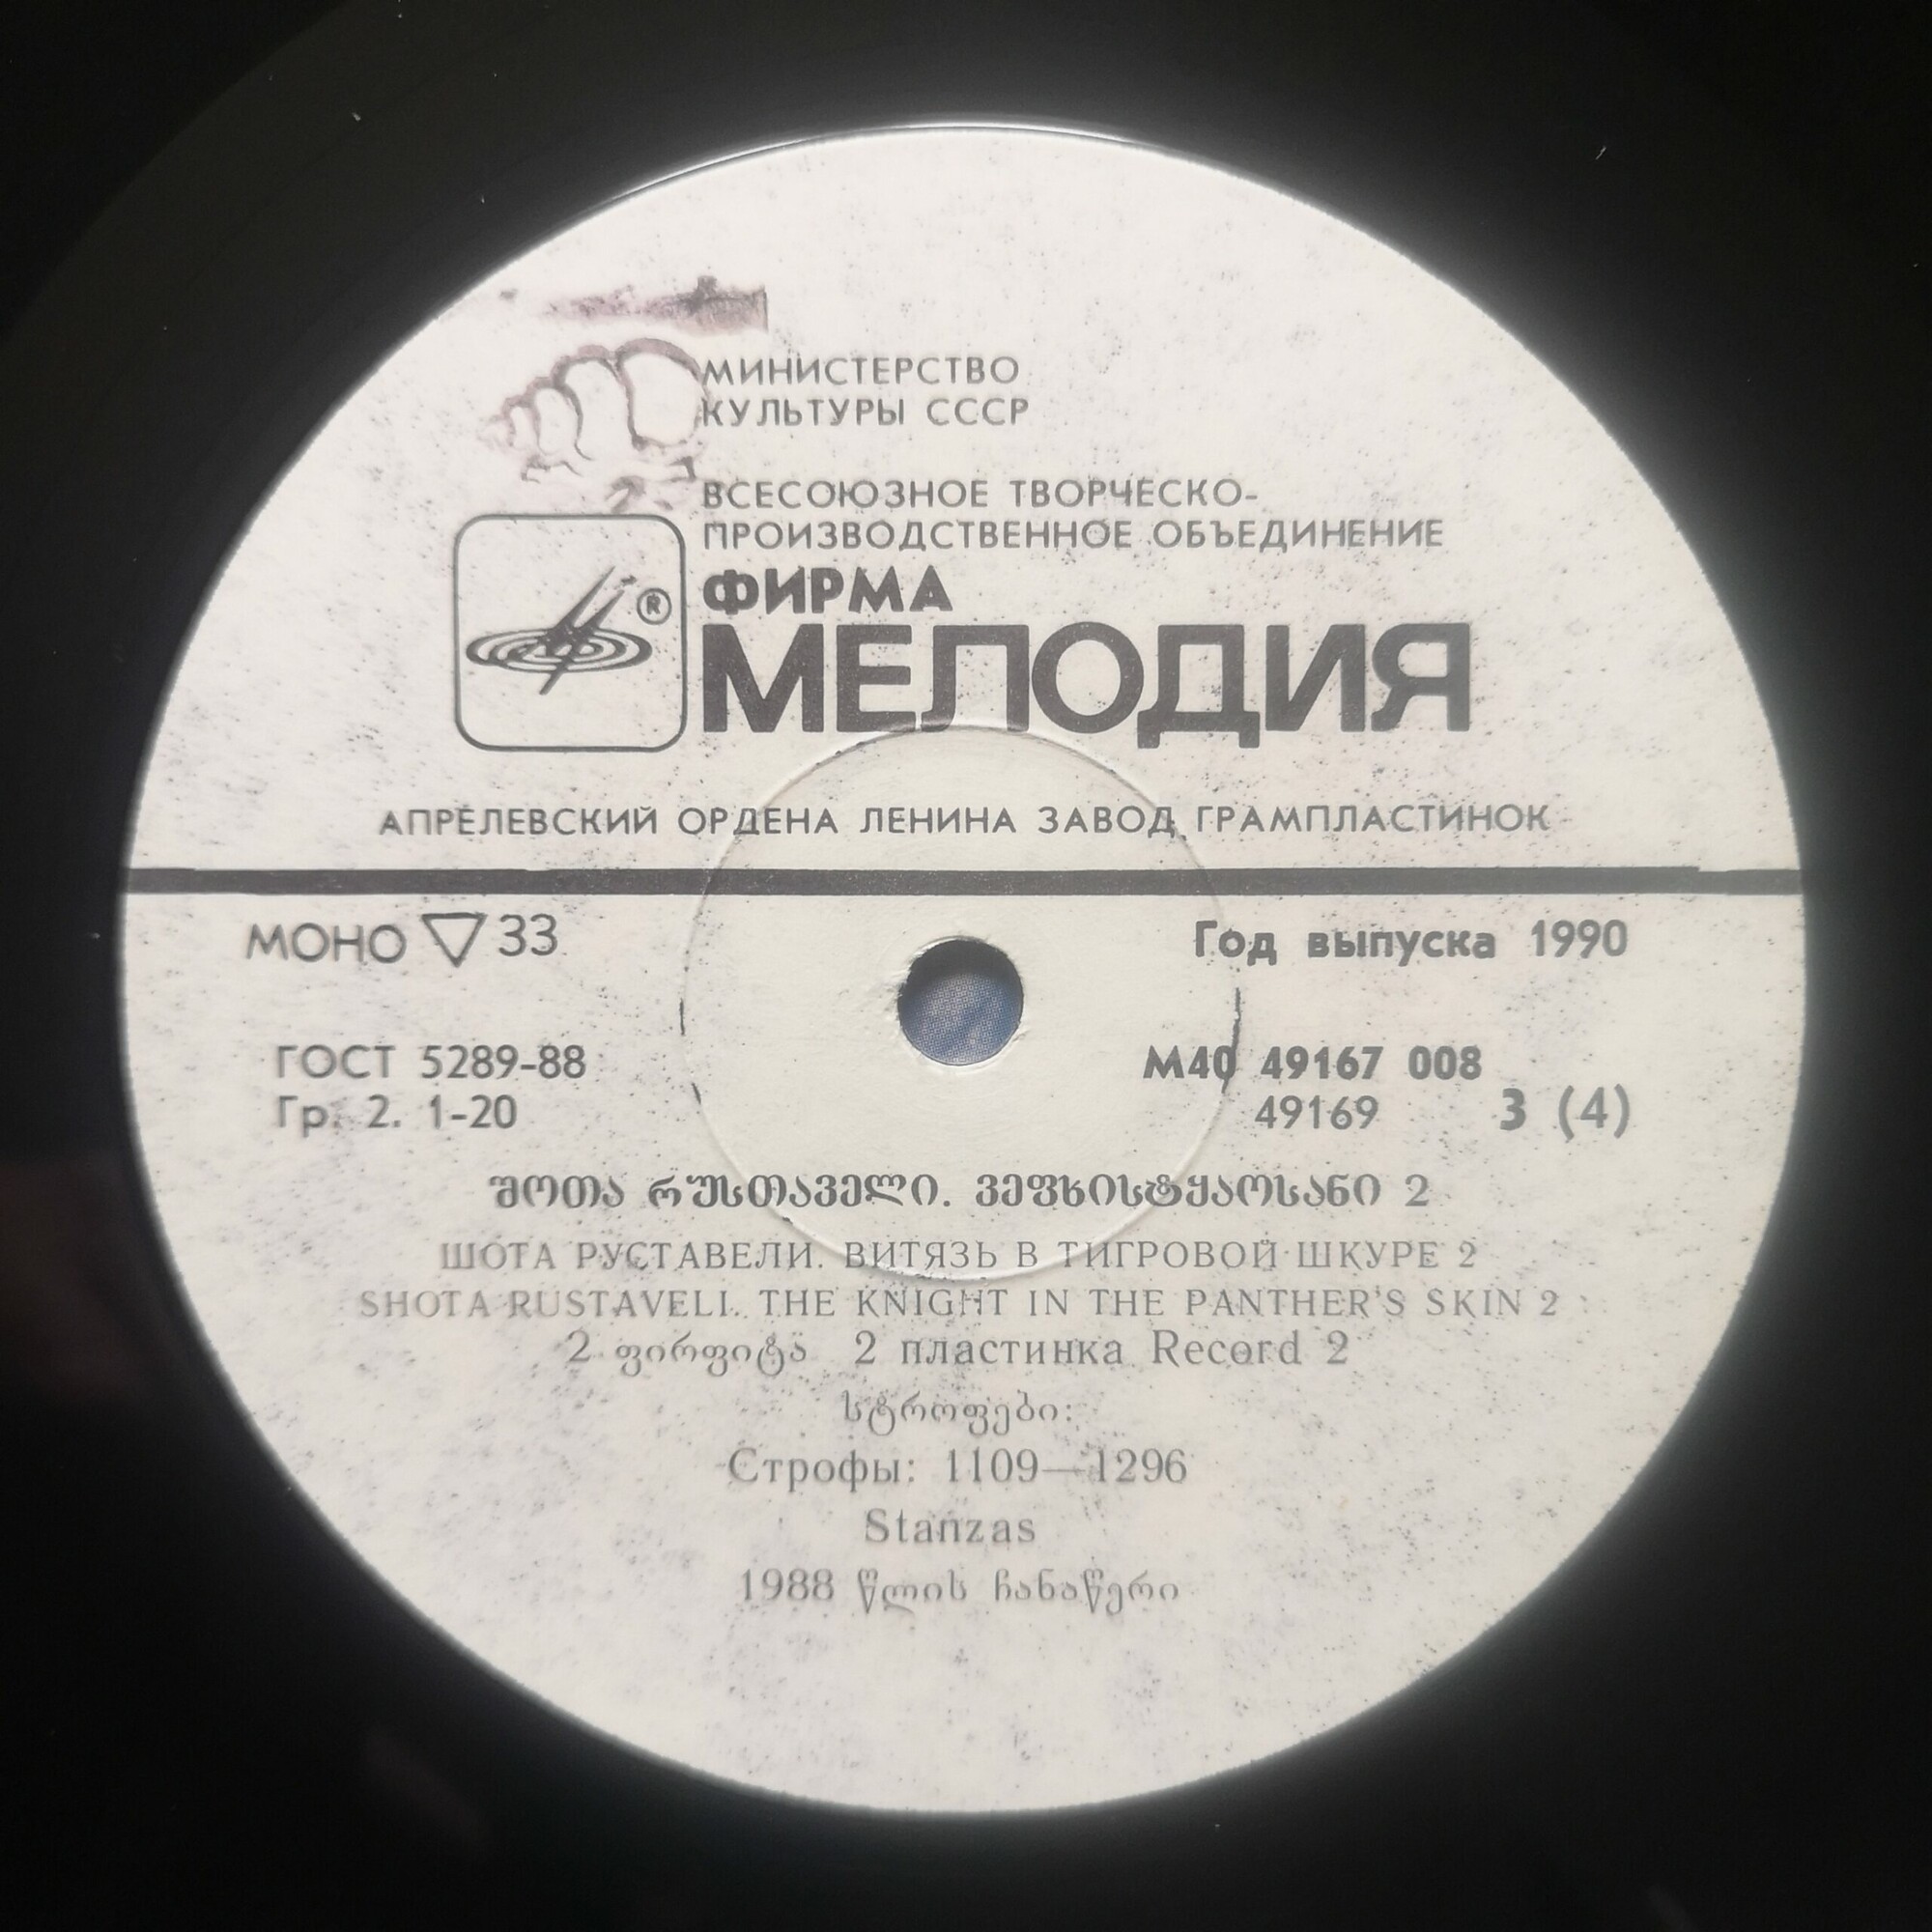 МИНИСТЕРСТВО
КУЛЬТУРЫ СССР
ВСЕСОЮЗНОЕ ТВОРЧЕСКО-
ПРОИЗВОДСТВЕННОЕ ОБЪЕДИНЕНИЕ
®
ФИРМА
МЕЛОДИЯ
АПРЕЛЕВСКИЙ ОРДЕНА ЛЕНИНА ЗАВОД ГРАМПЛАСТИНОК
МОНО 33
Год выпуска 1990
ГОСТ 5289-88
Гр. 2. 1-20
М40 49167 008
49169 3 (4)
შოთა რუსთაველი. ვეფხისტყაოსანი 2
ШОТА РУСТАВЕЛИ. ВИТЯЗЬ В ТИГРОВОЙ ШКУРЕ 2
SHOTA RUSTAVELI. THE KNIGHT IN THE PANTHER'S SKIN 2
2 ფირფიტა 2 пластинка Record 2
სტროფები:
Строфы: 1109—1296
Stanzas
1988 წლის ჩანაწერი